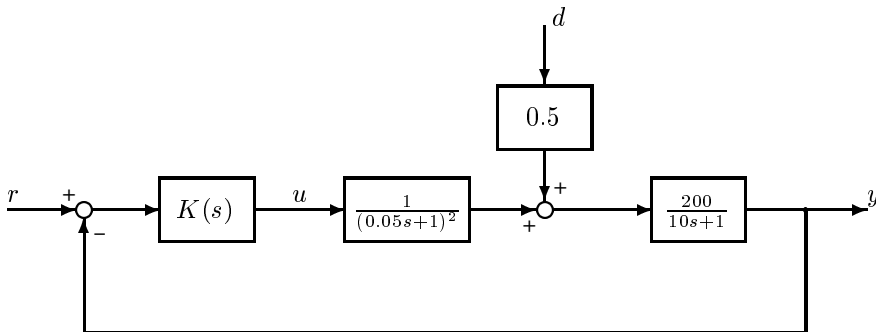 d
0.5
r
+
−
K(s)
u
1/(0.05s+1)^2
+
+
200/10s+1
y